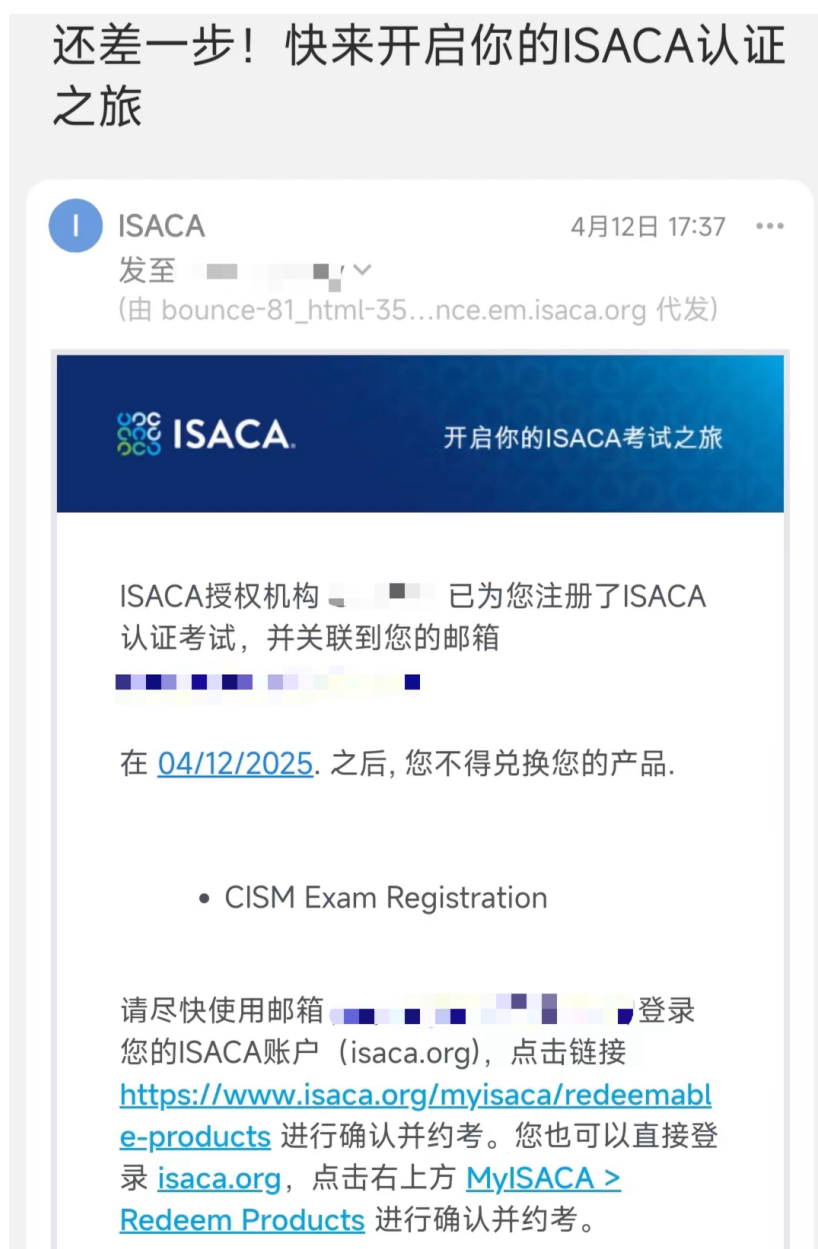 还差一步！快来开启你的ISACA认证
之旅
I
ISACA
4月12日 17:37
发至
(由 bounce-81_html-35...nce.em.isaca.org 代发)
ISACA.
开启你的ISACA考试之旅
ISACA授权机构 已为您注册了ISACA
认证考试，并关联到您的邮箱
在 04/12/2025. 之后, 您不得兑换您的产品.
• CISM Exam Registration
请尽快使用邮箱 登录
您的ISACA账户（isaca.org)，点击链接
https://www.isaca.org/myisaca/redeemabl
e-products 进行确认并约考。您也可以直接登
录 isaca.org，点击右上方 MyISACA >
Redeem Products 进行确认并约考。